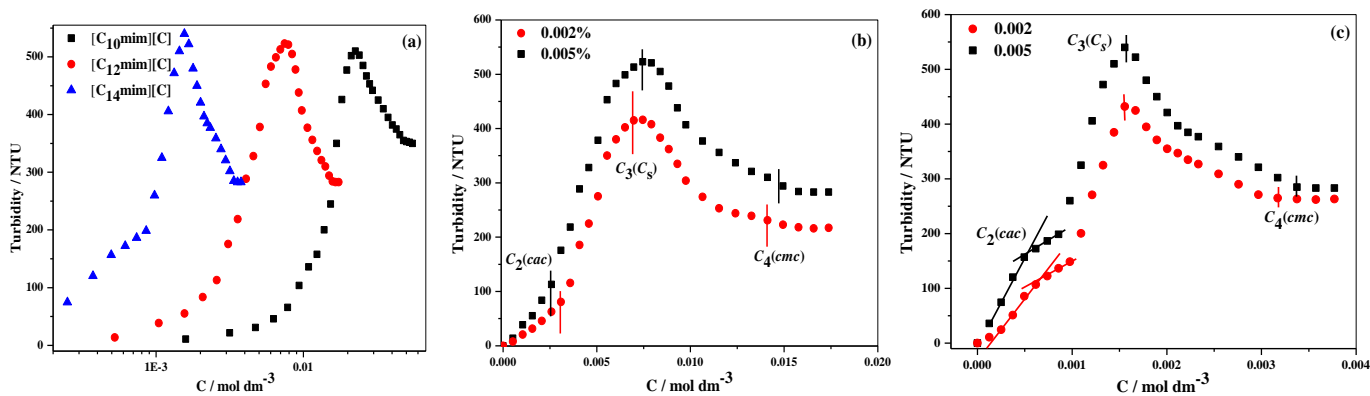 (a)
[C10mim][C]
[C12mim][C]
[C14mim][C]
Turbidity / NTU
500
400
300
200
100
0
1E-3
0.01
C / mol dm-3
(b)
0.002%
0.005%
Turbidity / NTU
600
500
400
300
200
100
0
C2(cac)
C3(Cs)
C4(cmc)
0.000
0.005
0.010
0.015
0.020
C / mol dm-3
(c)
0.002
0.005
Turbidity / NTU
600
500
400
300
200
100
0
C3(Cs)
C2(cac)
C4(cmc)
0.000
0.001
0.002
0.003
0.004
C / mol dm-3